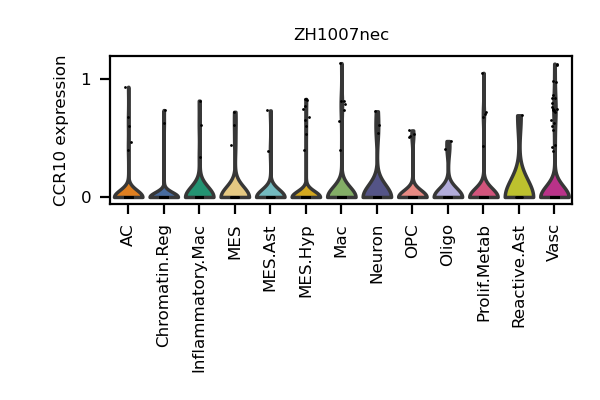 ZH1007nec
CCR10 expression
1
0
AC
Chromatin.Reg
Inflammatory.Mac
MES
MES.Ast
MES.Hyp
Mac
Neuron
OPC
Oligo
Prolif.Metab
Reactive.Ast
Vasc